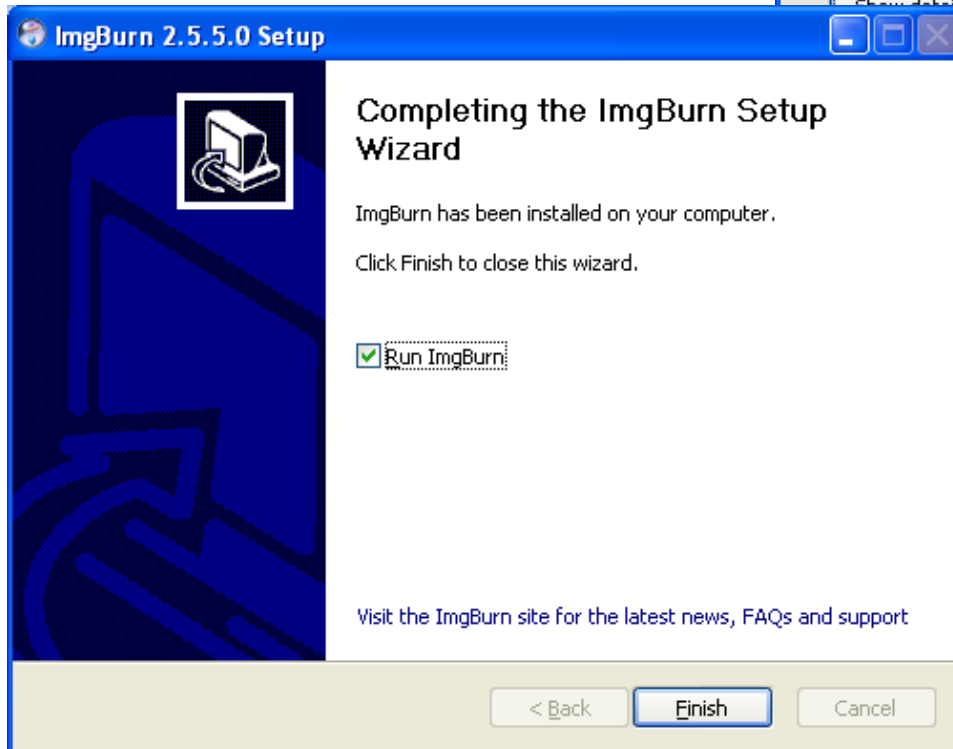 Show deta
ImgBurn 2.5.5.0 Setup
Completing the ImgBurn Setup
Wizard
ImgBurn has been installed on your computer.
Click Finish to close this wizard.
Run ImgBurn
Visit the ImgBurn site for the latest news, FAQs and support
< Back Finish Cancel